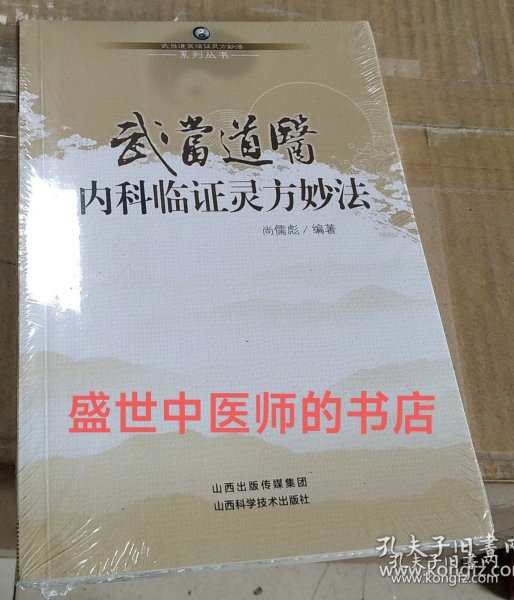 武当道医临证灵方妙法
系列丛书
武當道醫
内科临证灵方妙法
尚儒彪/编著
盛世中医师的书店
山西出版传媒集团
山西科学技术出版社
孔夫子旧书网
www.kongfz.com